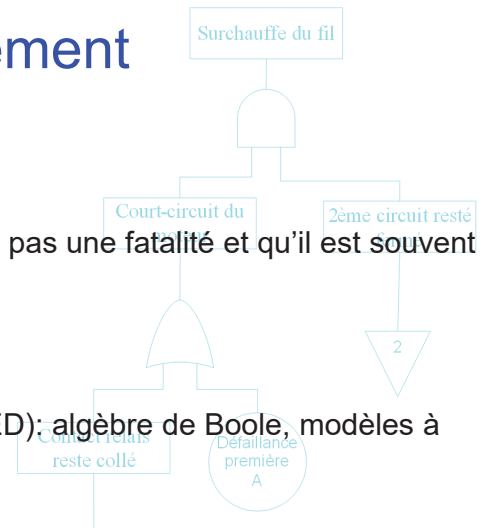 ement
Surchauffe du fil
Court-circuit du
2ème circuit resté
pas une fatalité et qu'il est souvent
2
ED): algèbre de Boole, modèles à
Contact relais
reste collé
Défaillance
première
A